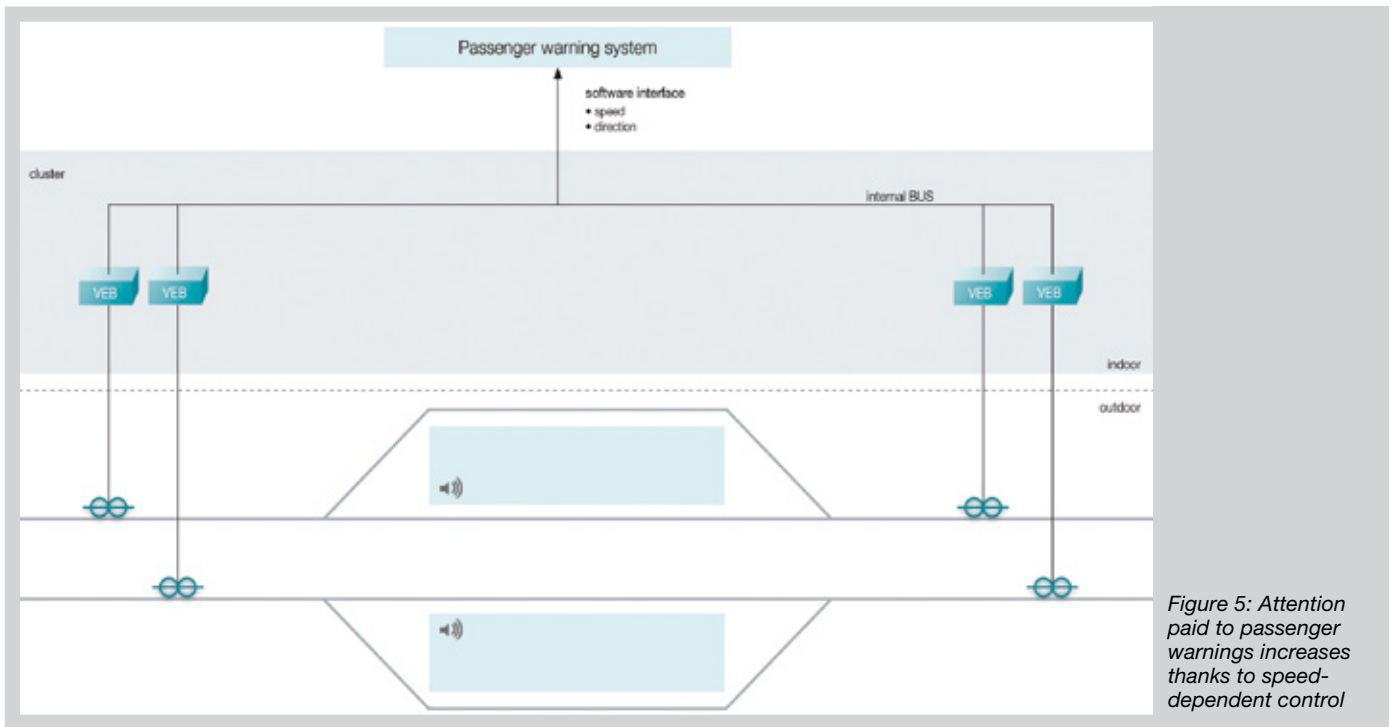 Passenger warning system
software interface
• speed
• direction
cluster
internal BUS
VEB
VEB
VEB
VEB
indoor
outdoor
Figure 5: Attention
paid to passenger
warnings increases
thanks to speed-
dependent control